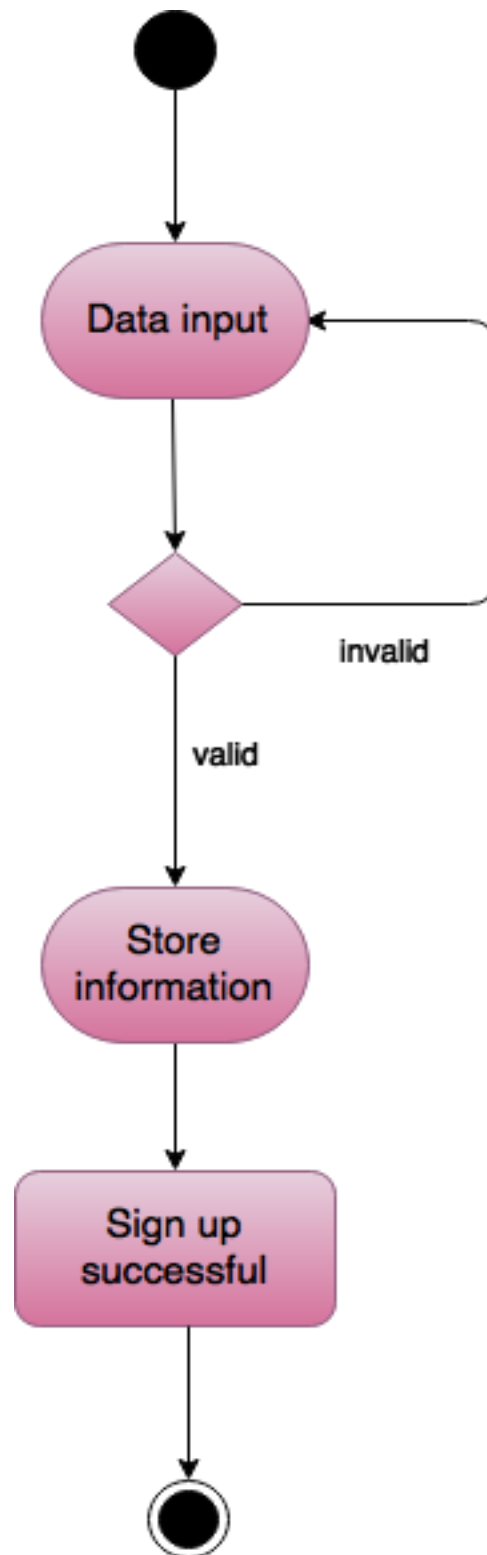 Data input
invalid
valid
Store
information
Sign up
successful